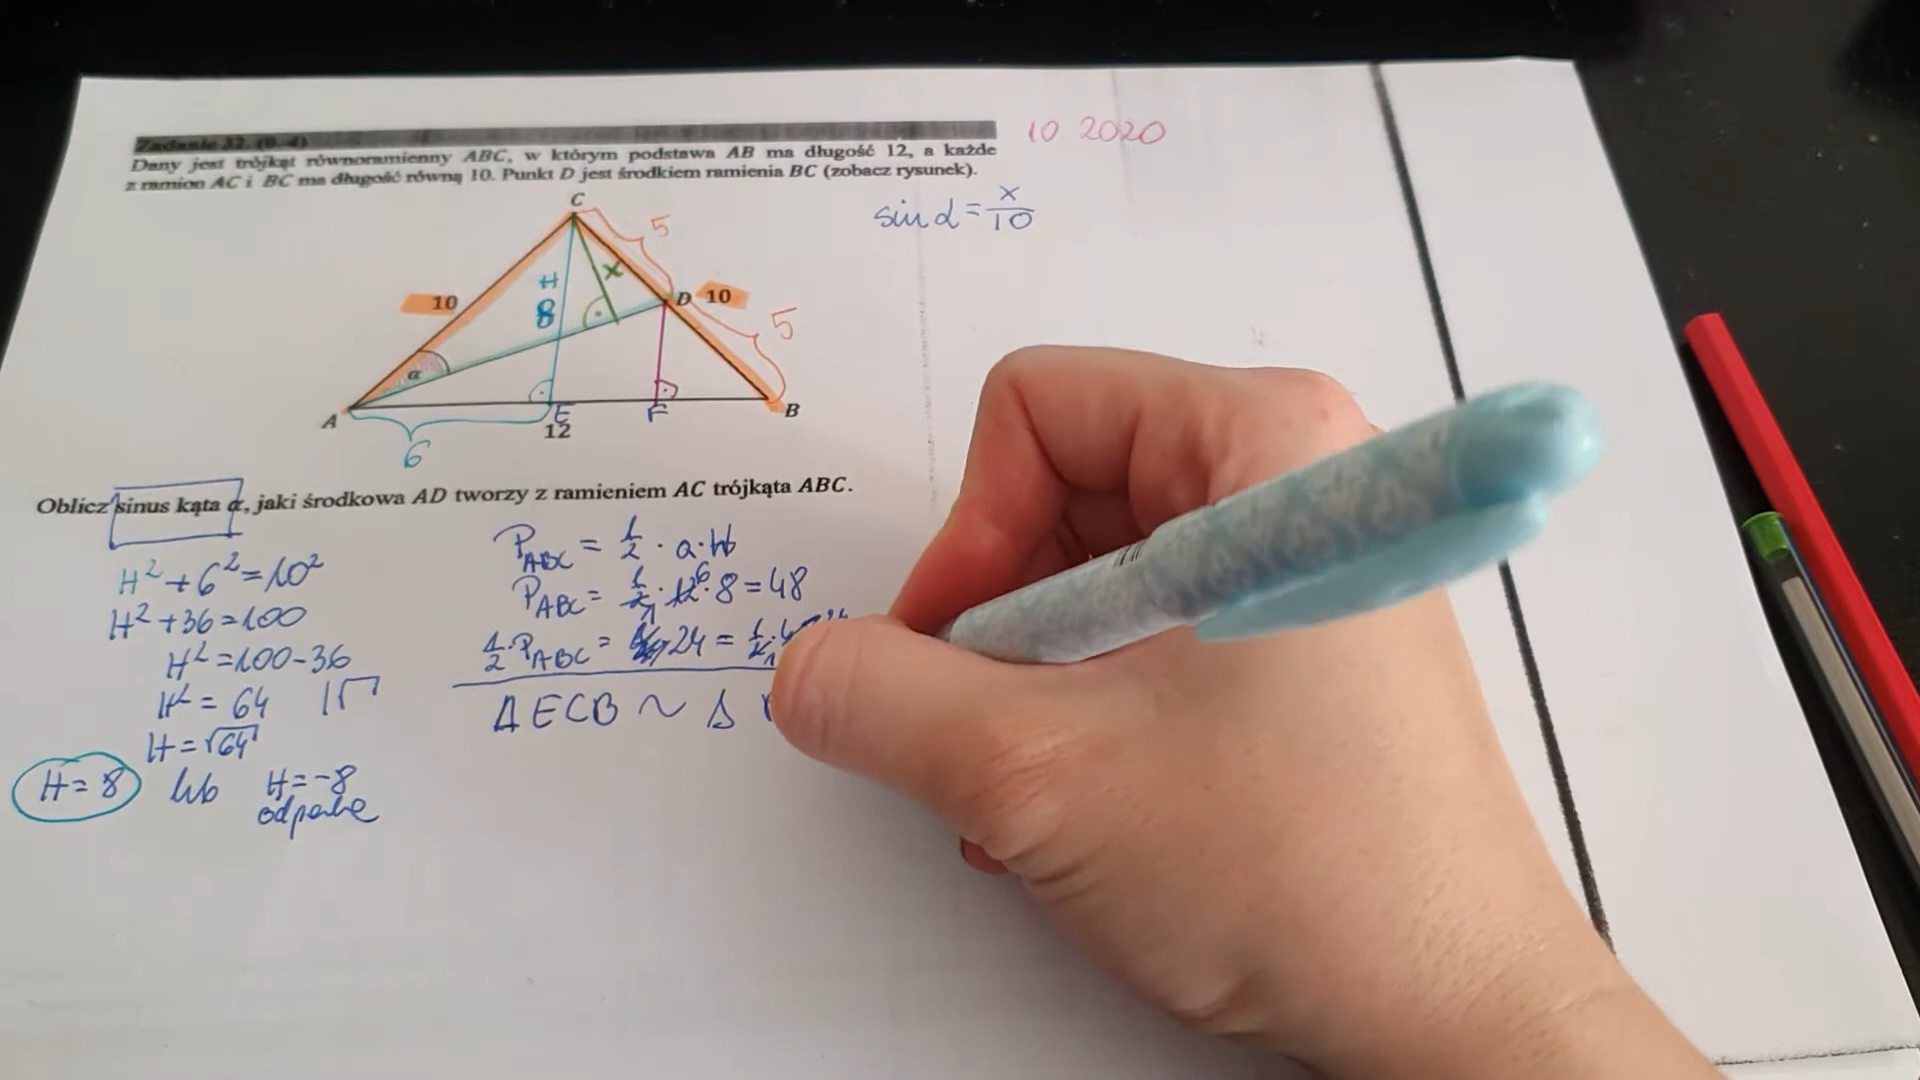 Zadanie 32. (0–4)
10 2020
Dany jest trójkąt równoramienny ABC, w którym podstawa AB ma długość 12, a każde
z ramion AC i BC ma długość równą 10. Punkt D jest środkiem ramienia BC (zobacz rysunek).
sin α = x/10
C
5
H
x
10
8
D 10
5
α
A
E
F
B
12
6
Oblicz sinus kąta α, jaki środkowa AD tworzy z ramieniem AC trójkąta ABC.
H² + 6² = 10²
H² + 36 = 100
H² = 100 - 36
H² = 64 |√
H = √64
H = 8 lub H = -8
odpada
P_ABC = 1/2 · a · h
P_ABC = 1/2 · 12 · 8 = 48
1/2 · P_ABC = 24 = 1/2 ·
Δ ECB ~ Δ